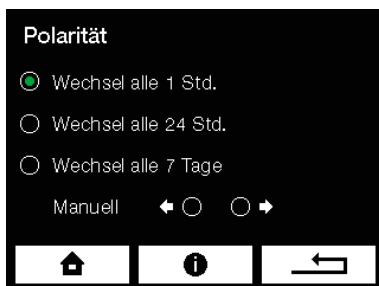 Polarität
Wechsel alle 1 Std.
Wechsel alle 24 Std.
Wechsel alle 7 Tage
Manuell